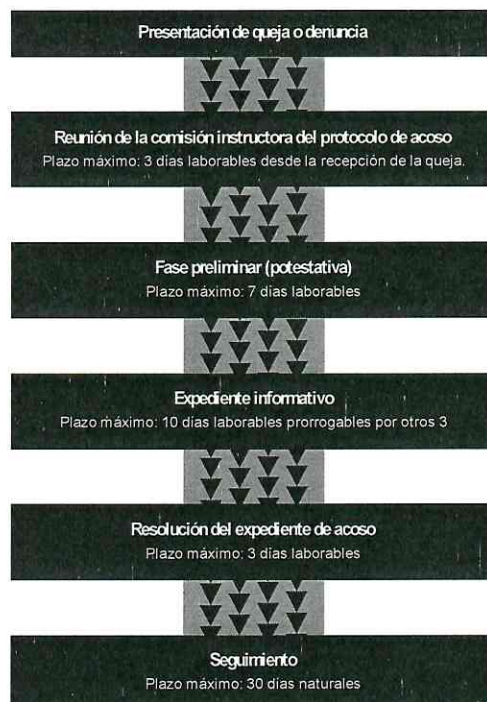 Presentación de queja o denuncia
Reunión de la comisión instructora del protocolo de acoso
Plazo máximo: 3 días laborables desde la recepción de la queja.
Fase preliminar (potestativa)
Plazo máximo: 7 días laborables
Expediente informativo
Plazo máximo: 10 días laborables prorrogables por otros 3
Resolución del expediente de acoso
Plazo máximo: 3 días laborables
Seguimiento
Plazo máximo: 30 días naturales